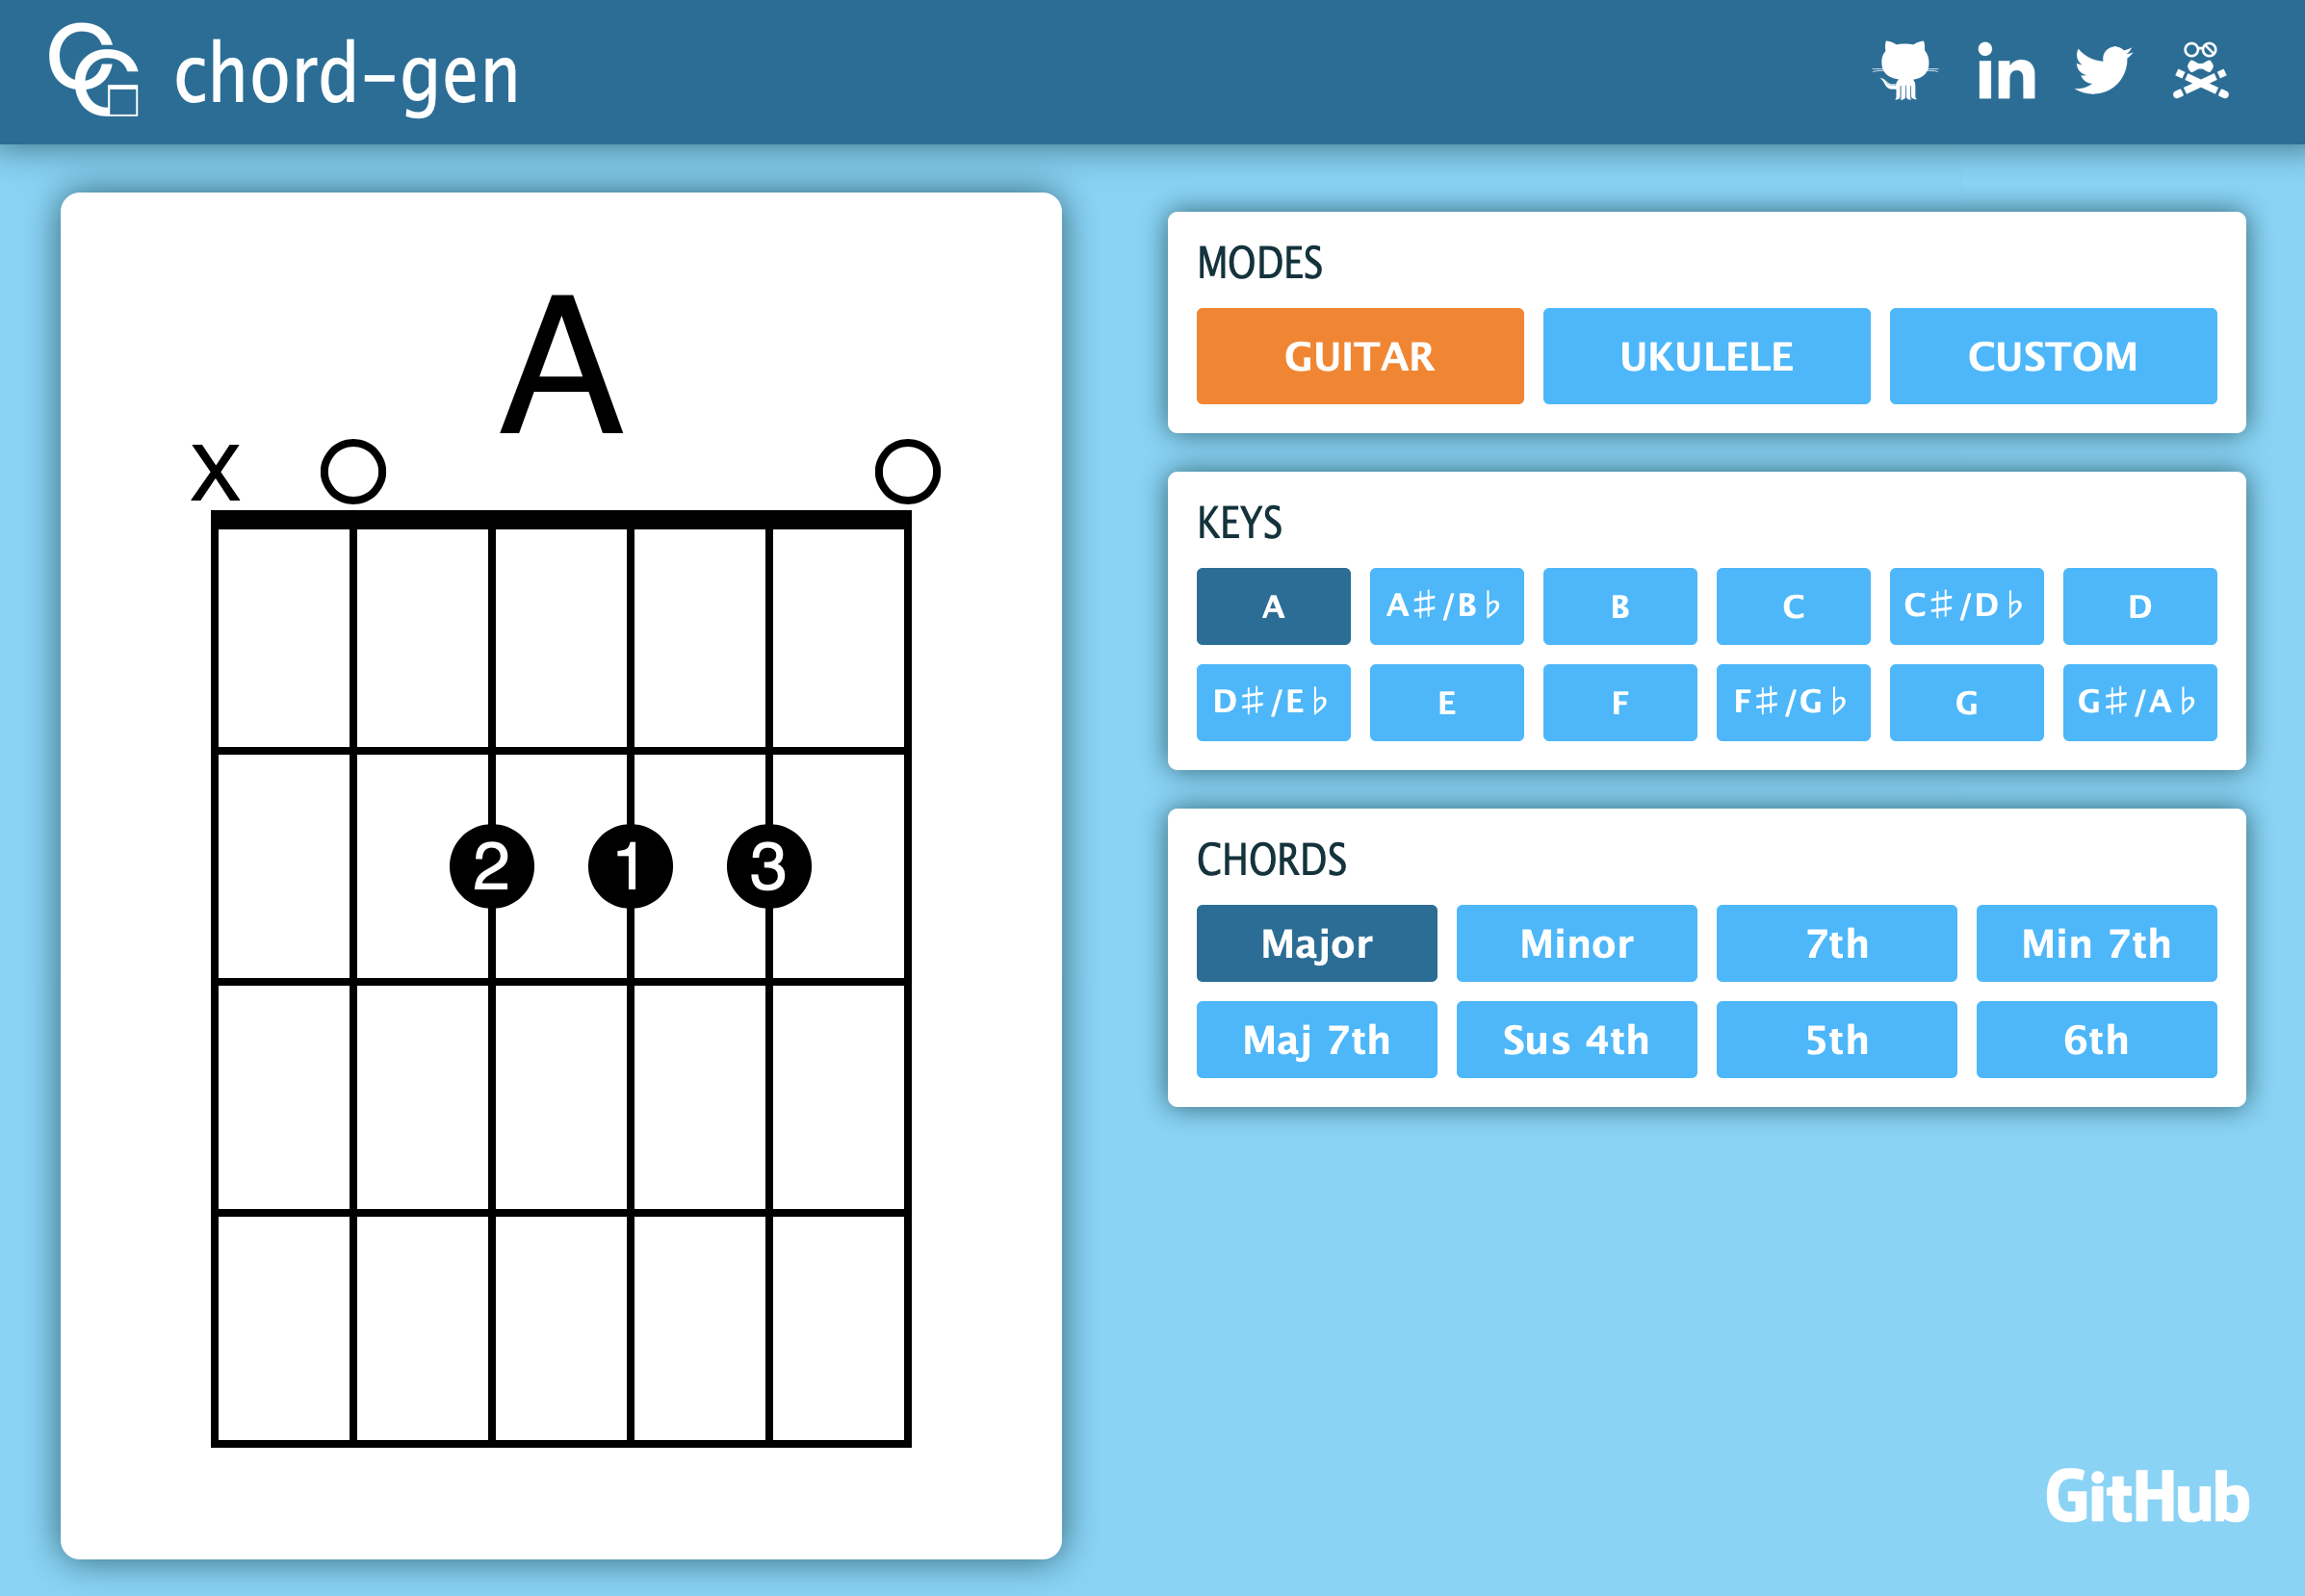 chord-gen
in
A
x
2 1 3
MODES
GUITAR UKULELE CUSTOM
KEYS
A A♯/B♭ B C C♯/D♭ D
D♯/E♭ E F F♯/G♭ G G♯/A♭
CHORDS
Major Minor 7th Min 7th
Maj 7th Sus 4th 5th 6th
GitHub